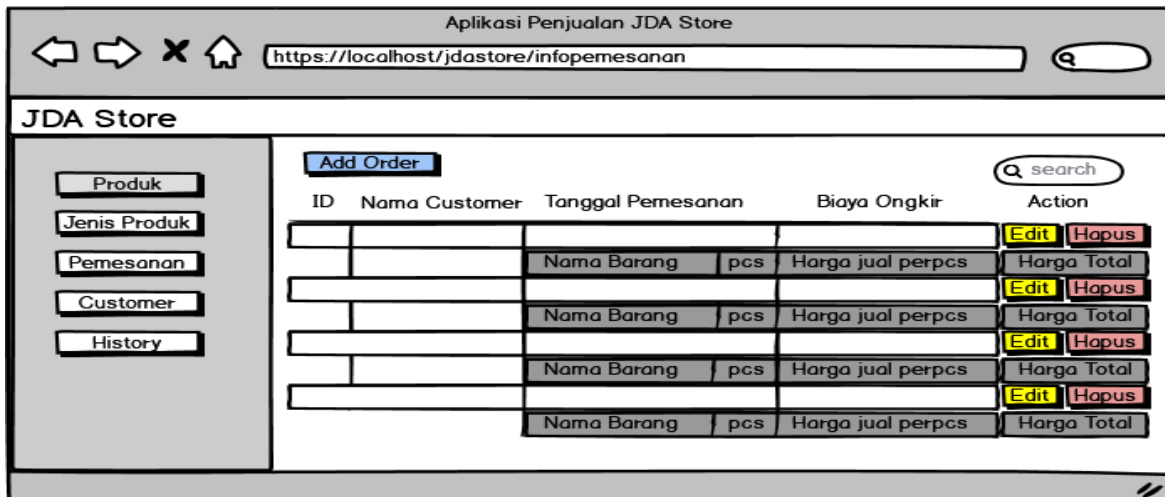 Aplikasi Penjualan JDA Store
https://localhost/jdastore/infopemesanan
JDA Store
Produk
Jenis Produk
Pemesanan
Customer
History
Add Order
search
ID Nama Customer Tanggal Pemesanan Biaya Ongkir Action
Edit Hapus
Nama Barang pcs Harga jual perpcs Harga Total
Edit Hapus
Nama Barang pcs Harga jual perpcs Harga Total
Edit Hapus
Nama Barang pcs Harga jual perpcs Harga Total
Edit Hapus
Nama Barang pcs Harga jual perpcs Harga Total